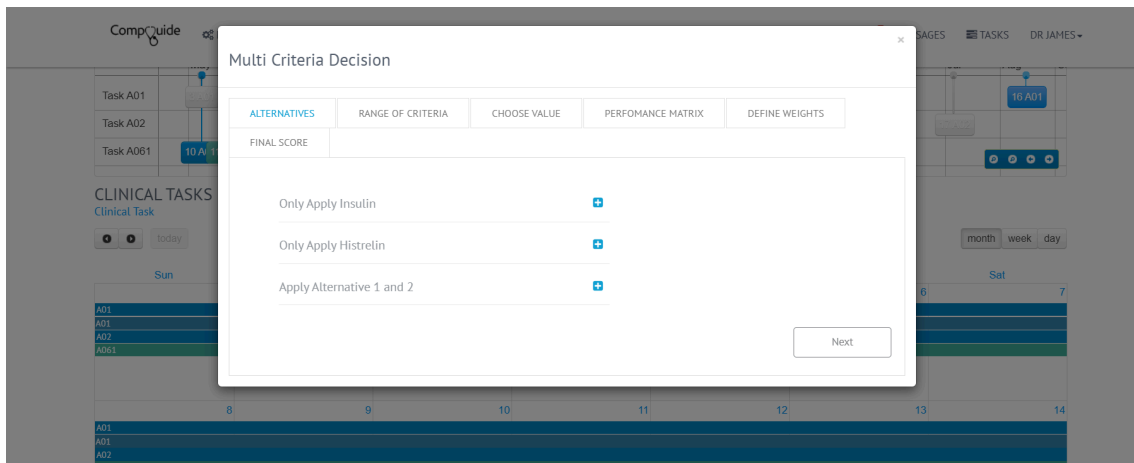 CompGuide
SAGES TASKS DR JAMES
×
Multi Criteria Decision
Task A01
16 A01
Task A02
Task A061
ALTERNATIVES RANGE OF CRITERIA CHOOSE VALUE PERFOMANCE MATRIX DEFINE WEIGHTS
FINAL SCORE
CLINICAL TASKS
Clinical Task
today
month week day
Only Apply Insulin
Only Apply Histrelin
Apply Alternative 1 and 2
Next
Sun Sat
6 7
A01
A01
A02
A061
8 9 10 11 12 13 14
A01
A01
A02